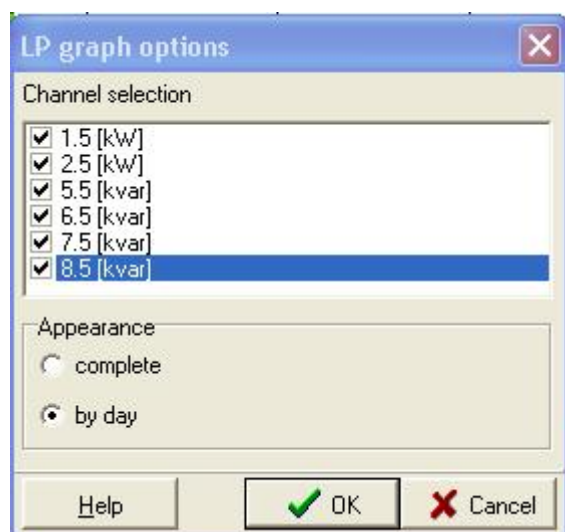 LP graph options
Channel selection
1.5 [kW]
2.5 [kW]
5.5 [kvar]
6.5 [kvar]
7.5 [kvar]
8.5 [kvar]
Appearance
complete
by day
Help OK Cancel